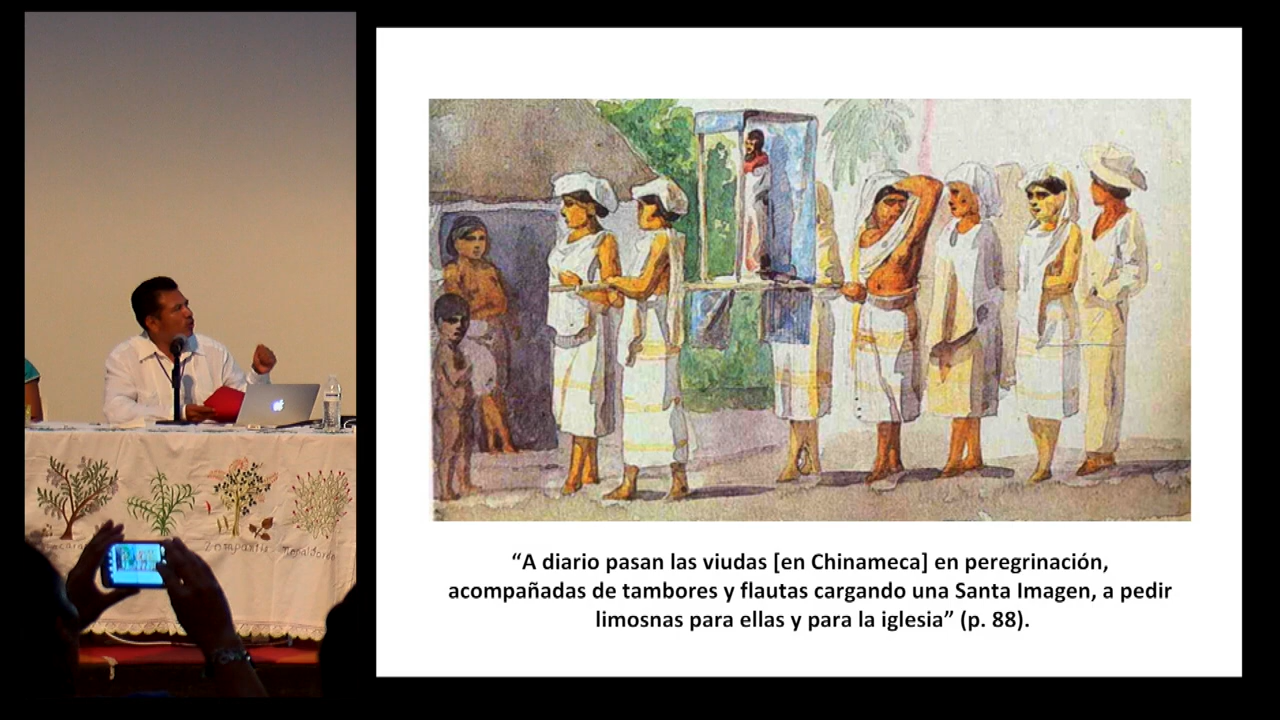 “A diario pasan las viudas [en Chinameca] en peregrinación,
acompañadas de tambores y flautas cargando una Santa Imagen, a pedir
limosnas para ellas y para la iglesia” (p. 88).